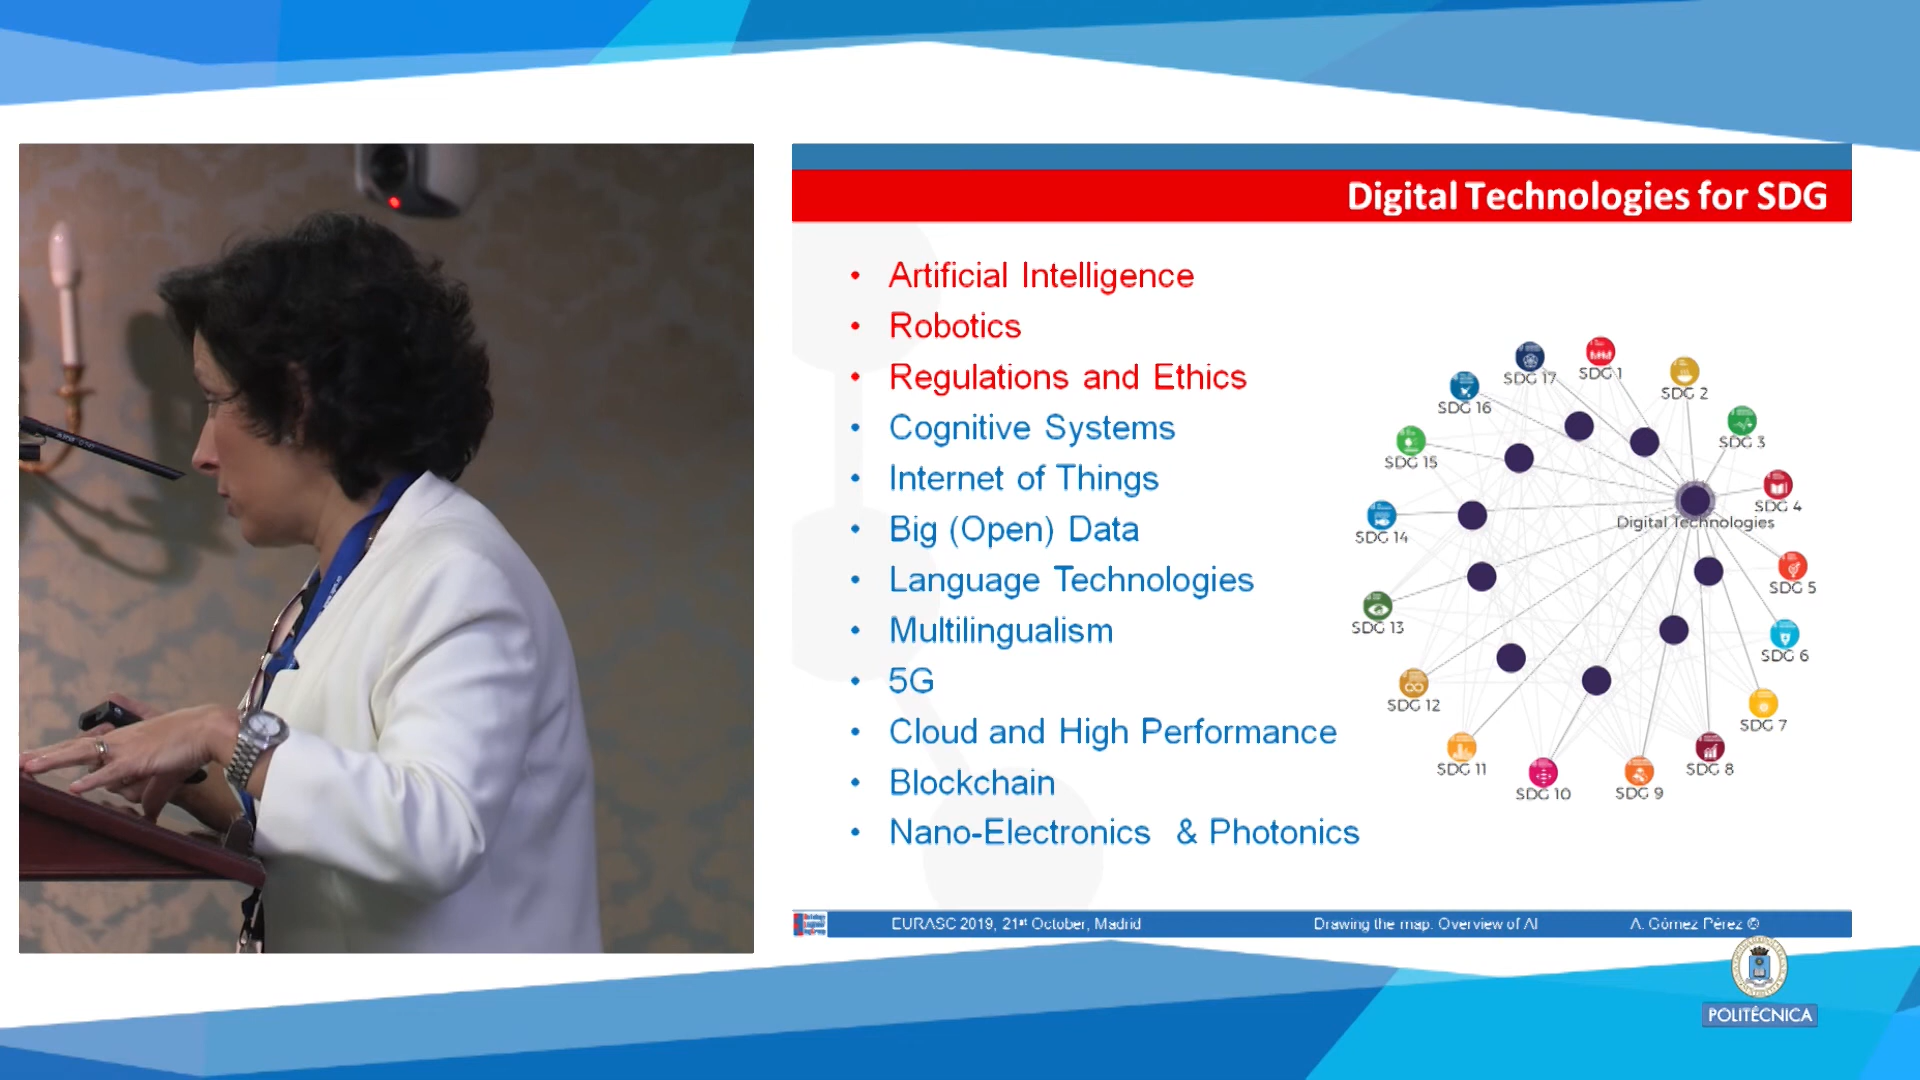 Digital Technologies for SDG
• Artificial Intelligence
• Robotics
• Regulations and Ethics
• Cognitive Systems
• Internet of Things
• Big (Open) Data
• Language Technologies
• Multilingualism
• 5G
• Cloud and High Performance
• Blockchain
• Nano-Electronics & Photonics
SDG 17
SDG 1
SDG 2
SDG 16
SDG 3
SDG 15
SDG 4
Digital Technologies
SDG 14
SDG 5
SDG 13
SDG 6
SDG 12
SDG 7
SDG 11
SDG 8
SDG 10
SDG 9
EURASC 2019, 21st October, Madrid
Drawing the map. Overview of AI
A. Gómez Pérez ©
POLITÉCNICA